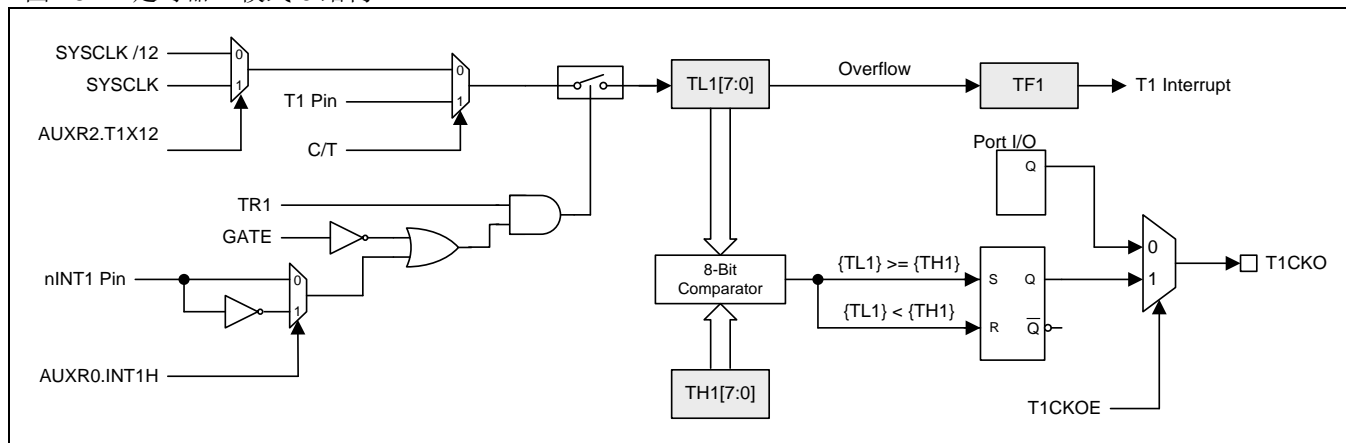 SYSCLK /12
SYSCLK
AUXR2.T1X12
0
1
T1 Pin
C/T
0
1
TL1[7:0]
Overflow
TF1
T1 Interrupt
Port I/O
Q
TR1
GATE
nINT1 Pin
0
1
AUXR0.INT1H
8-Bit
Comparator
{TL1} >= {TH1}
{TL1} < {TH1}
S
Q
R
Q
0
1
T1CKO
TH1[7:0]
T1CKOE